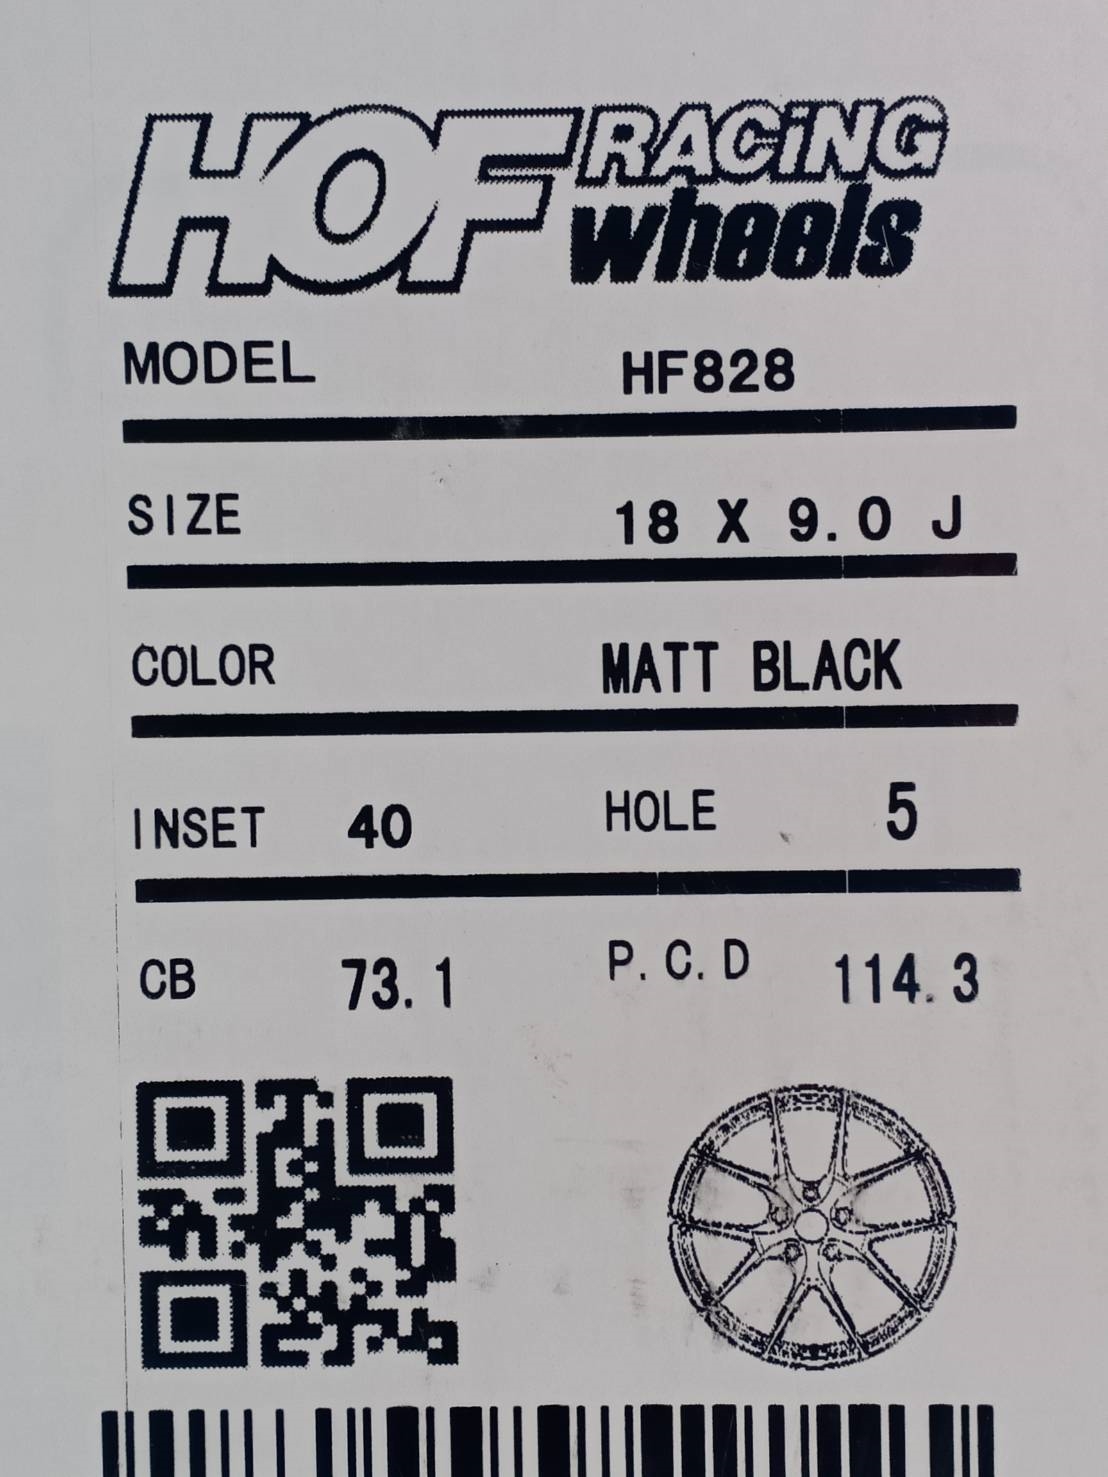 HOF RACiNG
wheels
MODEL HF828
SIZE 18 X 9.0 J
COLOR MATT BLACK
INSET 40 HOLE 5
CB 73.1 P.C.D 114.3